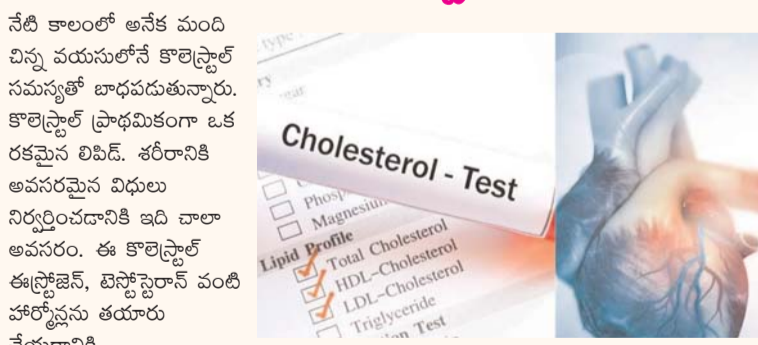 నేటి కాలంలో అనేక మంది
చిన్న వయసులోనే కొలెస్ట్రాల్
సమస్యతో బాధపడుతున్నారు.
కొలెస్ట్రాల్ ప్రాథమికంగా ఒక
రకమైన లిపిడ్. శరీరానికి
అవసరమైన విధులు
నిర్వర్తించడానికి ఇది చాలా
అవసరం. ఈ కొలెస్ట్రాల్
ఈస్ట్రోజెన్, టెస్టోస్టెరాన్ వంటి
హార్మోన్లను తయారు
Cholesterol - Test
Magnesium
Lipid Profile
Total Cholesterol
HDL-Cholesterol
LDL-Cholesterol
Triglyceride
Test